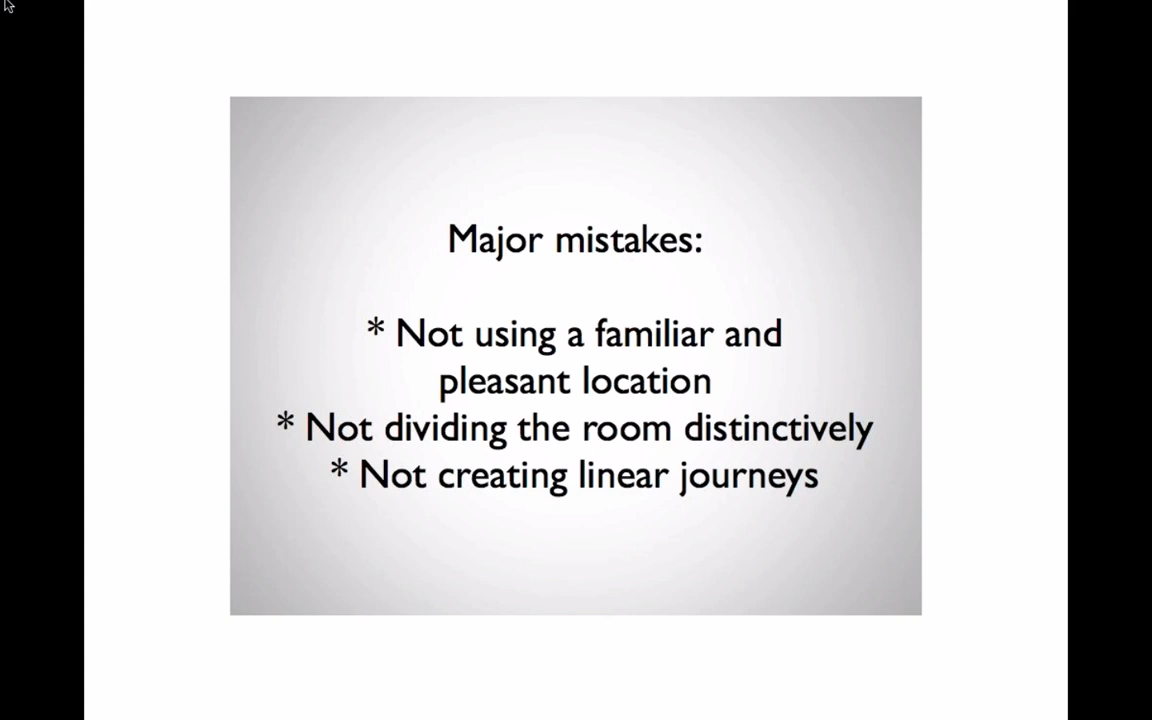 Major mistakes:
* Not using a familiar and
pleasant location
* Not dividing the room distinctively
* Not creating linear journeys